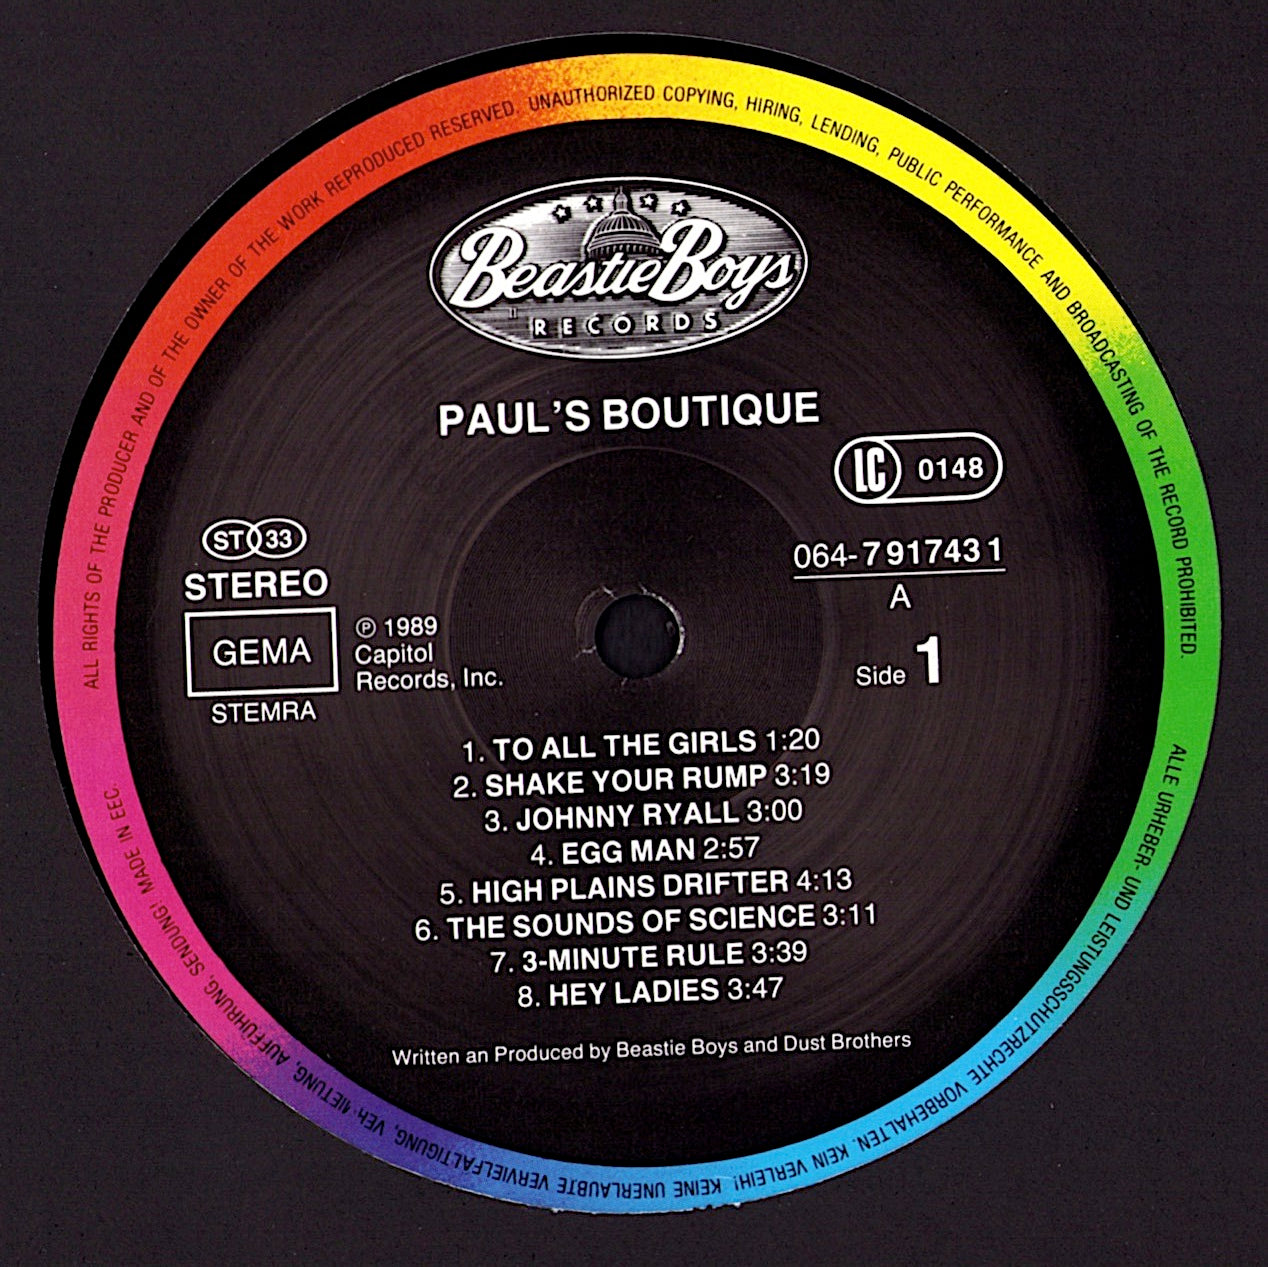 ALL RIGHTS OF THE PRODUCER AND OF THE OWNER OF THE WORK REPRODUCED RESERVED. UNAUTHORIZED COPYING, HIRING, LENDING, PUBLIC PERFORMANCE AND BROADCASTING OF THE RECORD PROHIBITED.
Beastie Boys
RECORDS
PAUL'S BOUTIQUE
LC 0148
ST 33
STEREO
GEMA
STEMRA
℗ 1989
Capitol
Records, Inc.
064-7 91743 1
A
Side 1
1. TO ALL THE GIRLS 1:20
2. SHAKE YOUR RUMP 3:19
3. JOHNNY RYALL 3:00
4. EGG MAN 2:57
5. HIGH PLAINS DRIFTER 4:13
6. THE SOUNDS OF SCIENCE 3:11
7. 3-MINUTE RULE 3:39
8. HEY LADIES 3:47
Written an Produced by Beastie Boys and Dust Brothers
ALLE URHEBER- UND LEISTUNGSSCHUTZRECHTE VORBEHALTEN. KEIN VERLEIH! KEINE UNERLAUBTE VERVIELFÄLTIGUNG, AUFFÜHRUNG, SENDUNG! MADE IN EEC.